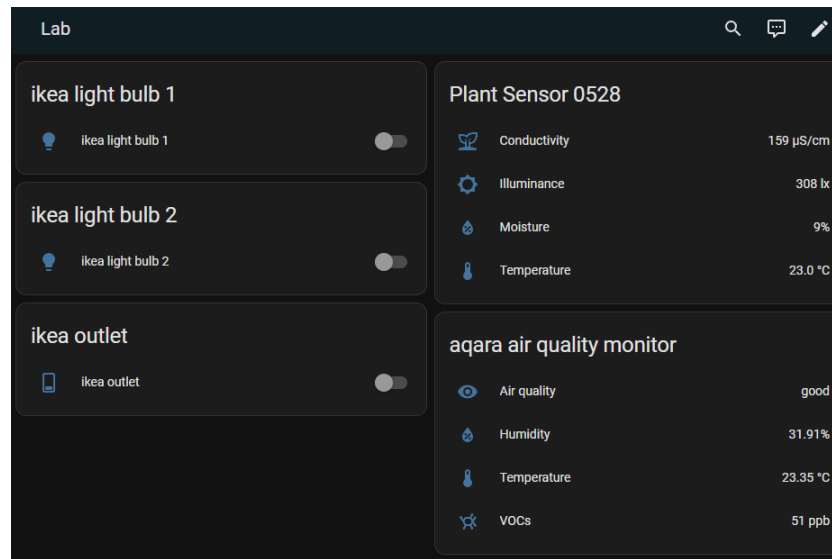 Lab
ikea light bulb 1
ikea light bulb 1
ikea light bulb 2
ikea light bulb 2
ikea outlet
ikea outlet
Plant Sensor 0528
Conductivity 159 µS/cm
Illuminance 308 lx
Moisture 9%
Temperature 23.0 °C
aqara air quality monitor
Air quality good
Humidity 31.91%
Temperature 23.35 °C
VOCs 51 ppb